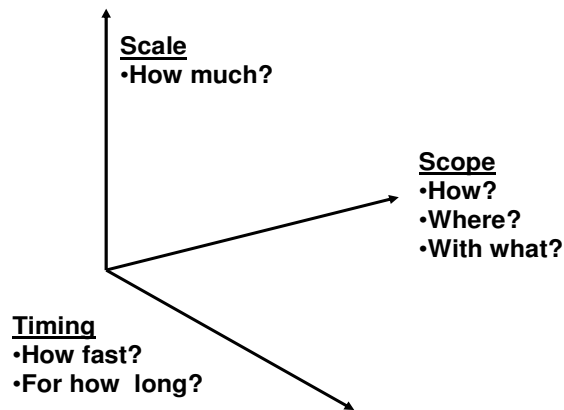 Scale
•How much?
Scope
•How?
•Where?
•With what?
Timing
•How fast?
•For how long?